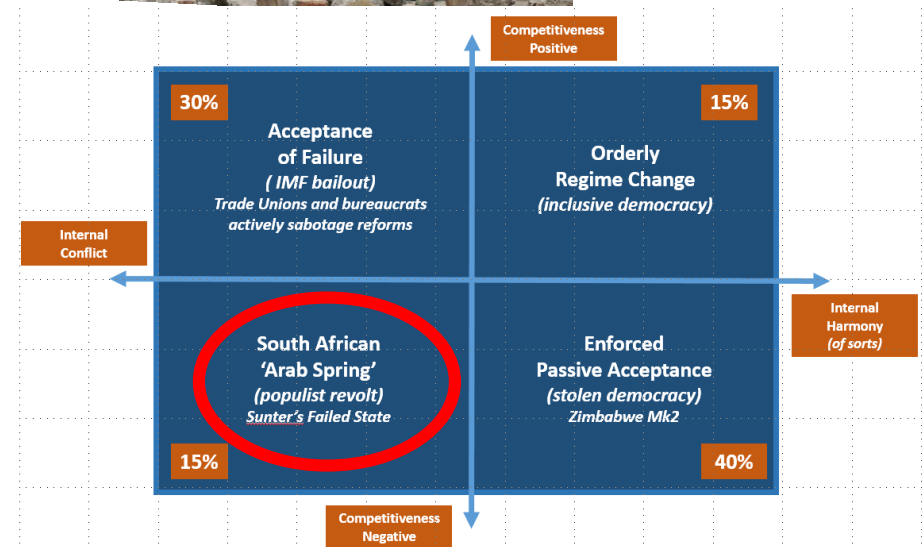 Competitiveness
Positive
30%
15%
Acceptance
of Failure
( IMF bailout)
Trade Unions and bureaucrats
actively sabotage reforms
Orderly
Regime Change
(inclusive democracy)
Internal
Conflict
Internal
Harmony
(of sorts)
South African
‘Arab Spring’
(populist revolt)
Sunter’s Failed State
Enforced
Passive Acceptance
(stolen democracy)
Zimbabwe Mk2
15%
40%
Competitiveness
Negative